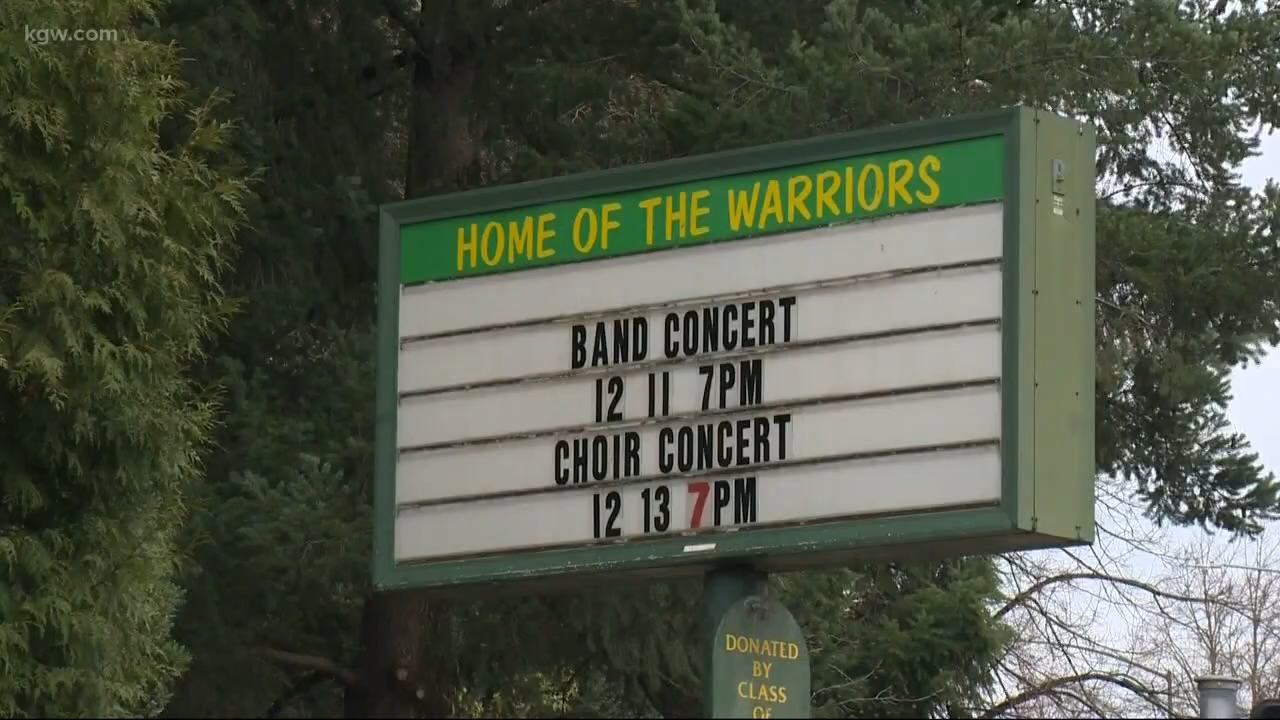 kgw.com
HOME OF THE WARRIORS
BAND CONCERT
12 11 7PM
CHOIR CONCERT
12 13 7PM
DONATED
BY
CLASS
OF